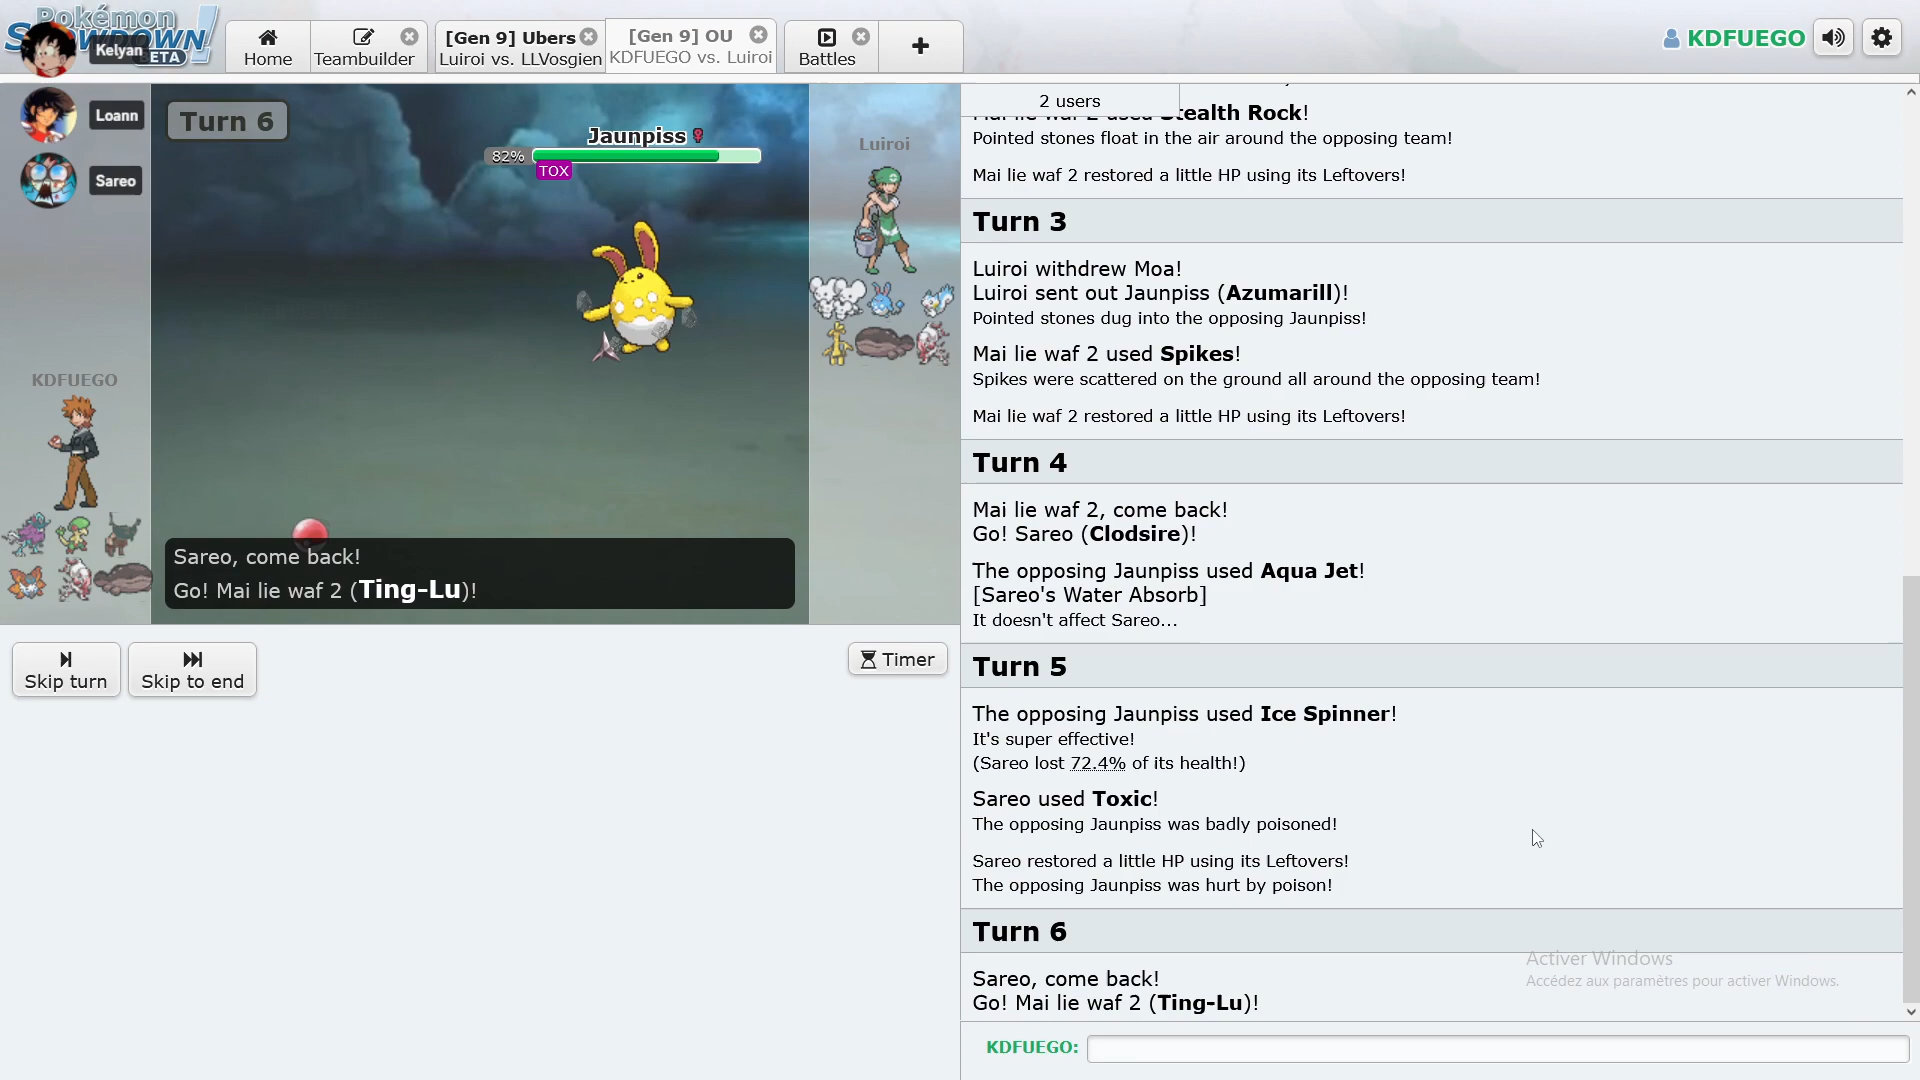 Pokémon
SHOWDOWN!
BETA
Kelyan
Home
Teambuilder
[Gen 9] Ubers
Luiroi vs. LLVosgien
[Gen 9] OU
KDFUEGO vs. Luiroi
Battles
KDFUEGO
Loann
Sareo
Turn 6
Jaunpiss
82%
TOX
Luiroi
KDFUEGO
Sareo, come back!
Go! Mai lie waf 2 (Ting-Lu)!
Skip turn
Skip to end
Timer
2 users
Mai lie waf 2 used Stealth Rock!
Pointed stones float in the air around the opposing team!
Mai lie waf 2 restored a little HP using its Leftovers!
Turn 3
Luiroi withdrew Moa!
Luiroi sent out Jaunpiss (Azumarill)!
Pointed stones dug into the opposing Jaunpiss!
Mai lie waf 2 used Spikes!
Spikes were scattered on the ground all around the opposing team!
Mai lie waf 2 restored a little HP using its Leftovers!
Turn 4
Mai lie waf 2, come back!
Go! Sareo (Clodsire)!
The opposing Jaunpiss used Aqua Jet!
[Sareo's Water Absorb]
It doesn't affect Sareo...
Turn 5
The opposing Jaunpiss used Ice Spinner!
It's super effective!
(Sareo lost 72.4% of its health!)
Sareo used Toxic!
The opposing Jaunpiss was badly poisoned!
Sareo restored a little HP using its Leftovers!
The opposing Jaunpiss was hurt by poison!
Turn 6
Sareo, come back!
Go! Mai lie waf 2 (Ting-Lu)!
Activer Windows
Accédez aux paramètres pour activer Windows.
KDFUEGO: